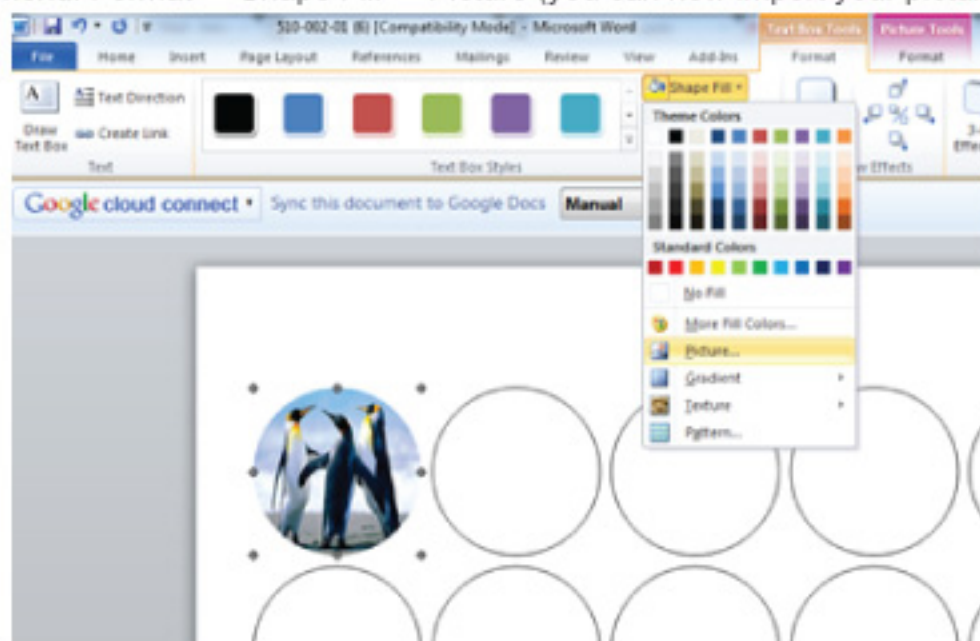 510-002-01 (6) [Compatibility Mode] - Microsoft Word
Text Box Tools
Picture Tools
File
Home
Insert
Page Layout
References
Mailings
Review
View
Add-Ins
Format
Format
A
Draw
Text Box
Text Direction
Create Link
Text
Text Box Styles
Shape Fill
Effects
Google cloud connect
Sync this document to Google Docs
Manual
Theme Colors
Standard Colors
No Fill
More Fill Colors...
Picture...
Gradient
Texture
Pattern...